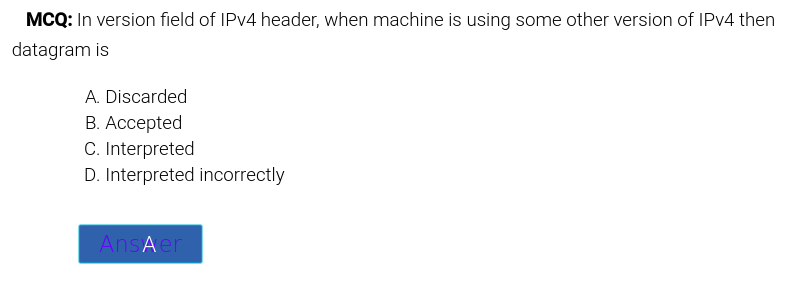 MCQ: In version field of IPv4 header, when machine is using some other version of IPv4 then
datagram is
A. Discarded
B. Accepted
C. Interpreted
D. Interpreted incorrectly
Answer
A